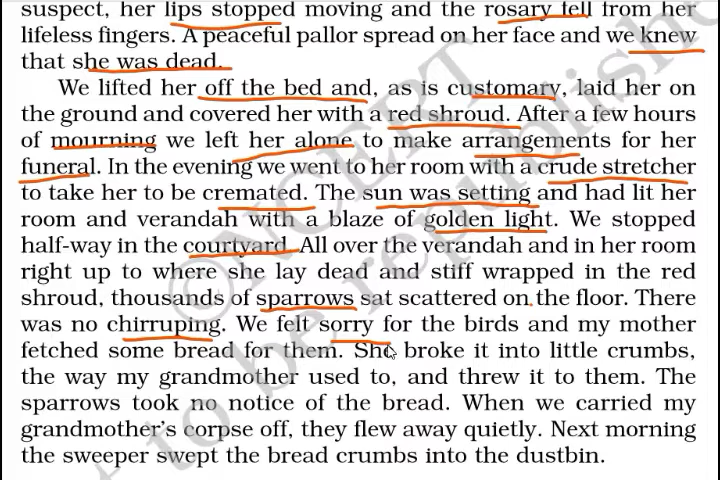 suspect, her lips stopped moving and the rosary fell from her
lifeless fingers. A peaceful pallor spread on her face and we knew
that she was dead.
We lifted her off the bed and, as is customary, laid her on
the ground and covered her with a red shroud. After a few hours
of mourning we left her alone to make arrangements for her
funeral. In the evening we went to her room with a crude stretcher
to take her to be cremated. The sun was setting and had lit her
room and verandah with a blaze of golden light. We stopped
half-way in the courtyard. All over the verandah and in her room
right up to where she lay dead and stiff wrapped in the red
shroud, thousands of sparrows sat scattered on the floor. There
was no chirruping. We felt sorry for the birds and my mother
fetched some bread for them. She broke it into little crumbs,
the way my grandmother used to, and threw it to them. The
sparrows took no notice of the bread. When we carried my
grandmother’s corpse off, they flew away quietly. Next morning
the sweeper swept the bread crumbs into the dustbin.
© NCERT
to be republishe